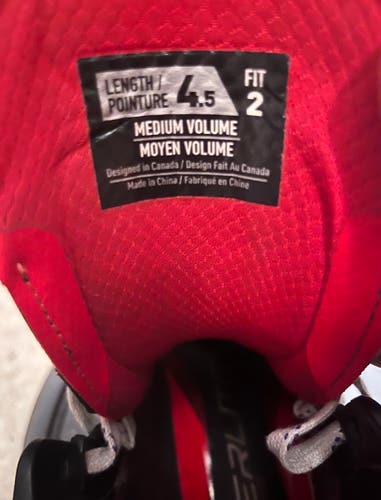 LENGTH /
POINTURE
4.5
FIT
2
MEDIUM VOLUME
MOYEN VOLUME
Designed in Canada / Design Fait Au Canada
Made in China / Fabriqué en Chine